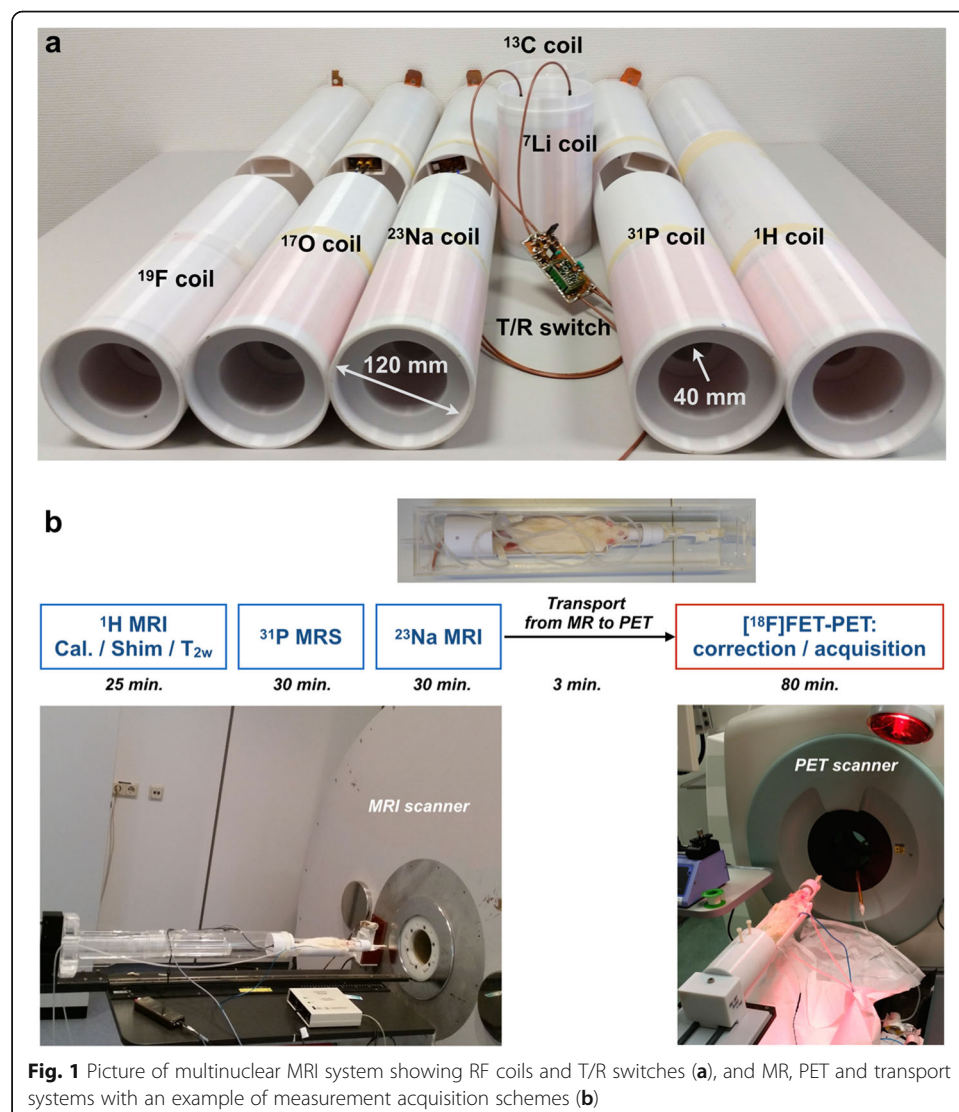 a
¹³C coil
⁷Li coil
¹⁹F coil
¹⁷O coil
²³Na coil
³¹P coil
¹H coil
T/R switch
120 mm
40 mm
b
¹H MRI
Cal. / Shim / T₂w
³¹P MRS
²³Na MRI
Transport
from MR to PET
[¹⁸F]FET-PET:
correction / acquisition
25 min.
30 min.
30 min.
3 min.
80 min.
MRI scanner
PET scanner
Fig. 1 Picture of multinuclear MRI system showing RF coils and T/R switches (a), and MR, PET and transport
systems with an example of measurement acquisition schemes (b)